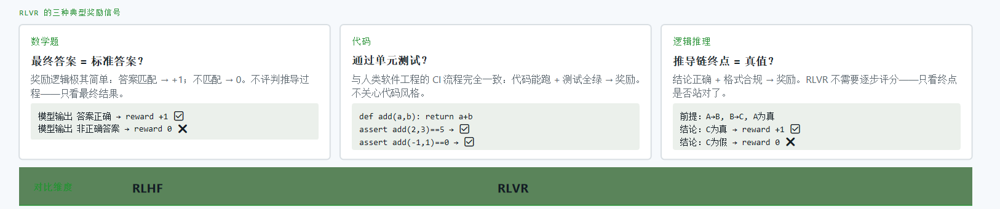 RLVR 的三种典型奖励信号
数学题
最终答案 = 标准答案？
奖励逻辑极其简单：答案匹配 → +1；不匹配 → 0。不评判推导过
程——只看最终结果。
模型输出 答案正确 → reward +1 ☑
模型输出 非正确答案 → reward 0 ✖
代码
通过单元测试？
与人类软件工程的 CI 流程完全一致：代码能跑 + 测试全绿 → 奖励。
不关心代码风格。
def add(a,b): return a+b
assert add(2,3)==5 → ☑
assert add(-1,1)==0 → ☑
逻辑推理
推导链终点 = 真值？
结论正确 + 格式合规 → 奖励。RLVR 不需要逐步评分——只看终点
是否站对了。
前提：A→B, B→C, A为真
结论：C为真 → reward +1 ☑
结论：C为假 → reward 0 ✖
对比维度 RLHF RLVR